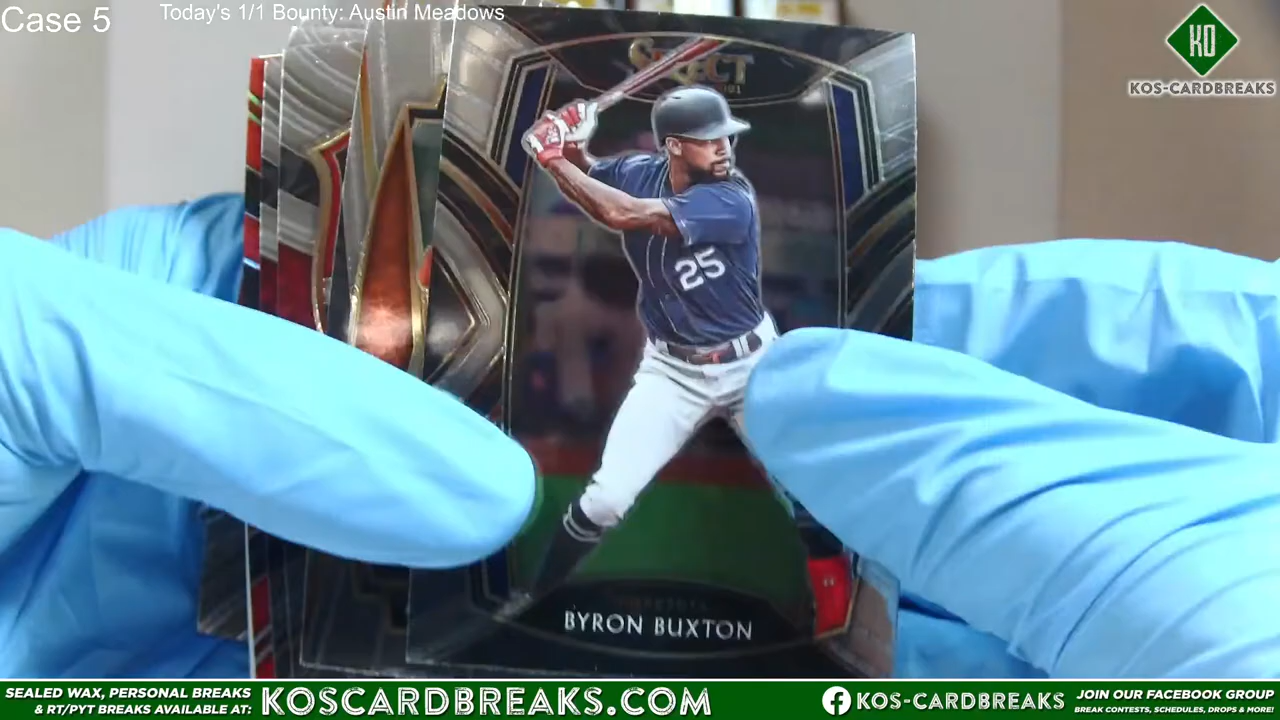 Case 5
Today's 1/1 Bounty: Austin Meadows
KO
KOS-CARDBREAKS
SELECT
25
BYRON BUXTON
SEALED WAX, PERSONAL BREAKS
& RT/PYT BREAKS AVAILABLE AT:
KOSCARDBREAKS.COM
KOS-CARDBREAKS
JOIN OUR FACEBOOK GROUP
BREAK CONTESTS, SCHEDULES, DROPS & MORE!